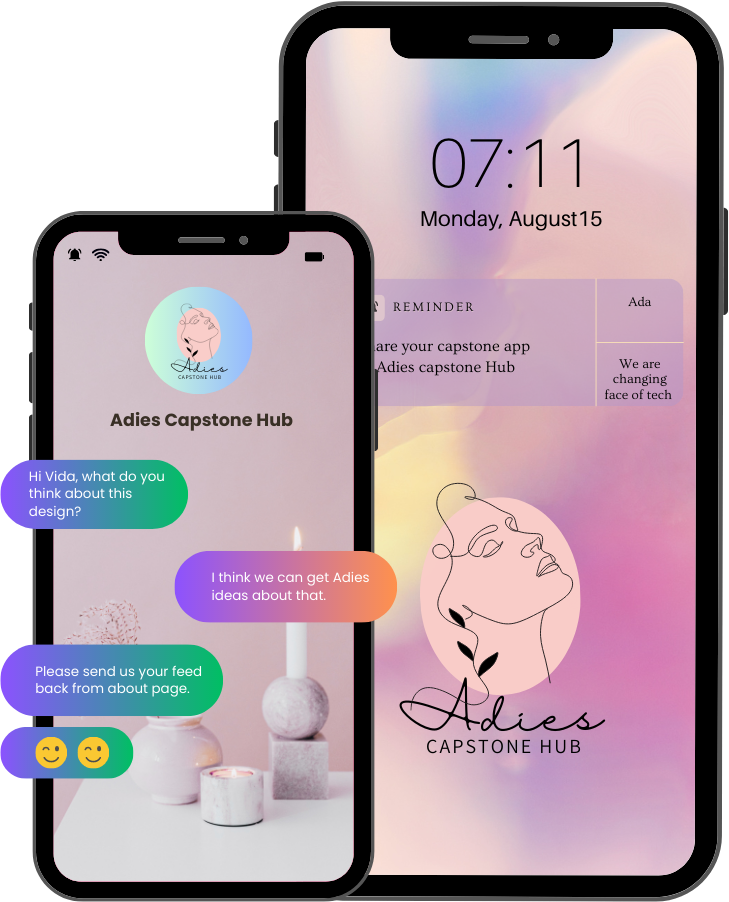 07:11
Monday, August15
REMINDER
are your capstone app
Adies capstone Hub
Ada
We are
changing
face of tech
Adies
CAPSTONE HUB
Adies
CAPSTONE HUB
Adies Capstone Hub
Hi Vida, what do you
think about this
design?
I think we can get Adies
ideas about that.
Please send us your feed
back from about page.